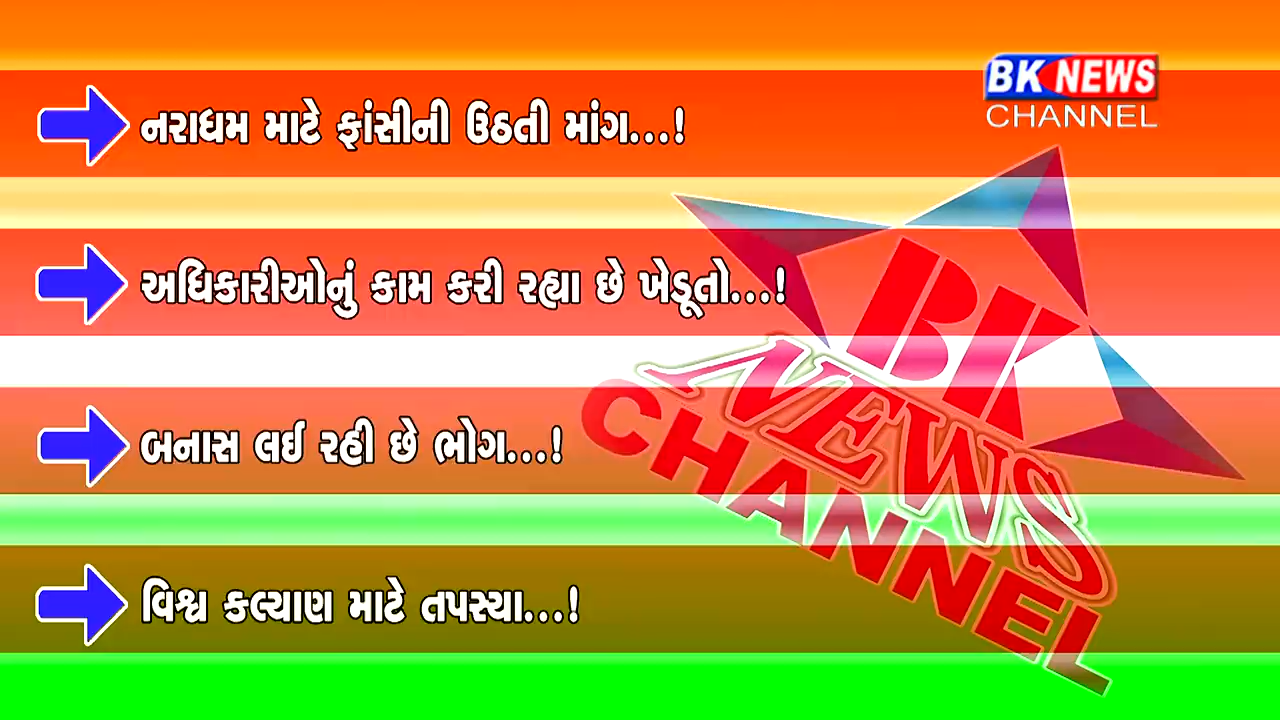 BK NEWS
CHANNEL
નરાધમ માટે ફાંસીની ઉઠતી માંગ...!
અધિકારીઓનું કામ કરી રહ્યા છે ખેડૂતો...!
બનાસ લઈ રહી છે ભોગ...!
વિશ્વ કલ્યાણ માટે તપસ્યા...!
BK
NEWS
CHANNEL